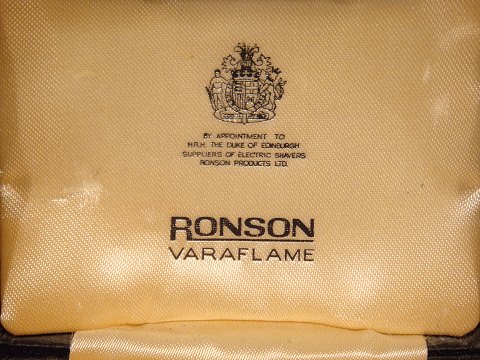 BY APPOINTMENT TO
H.R.H. THE DUKE OF EDINBURGH
SUPPLIERS OF ELECTRIC SHAVERS
RONSON PRODUCTS LTD.
RONSON
VARAFLAME